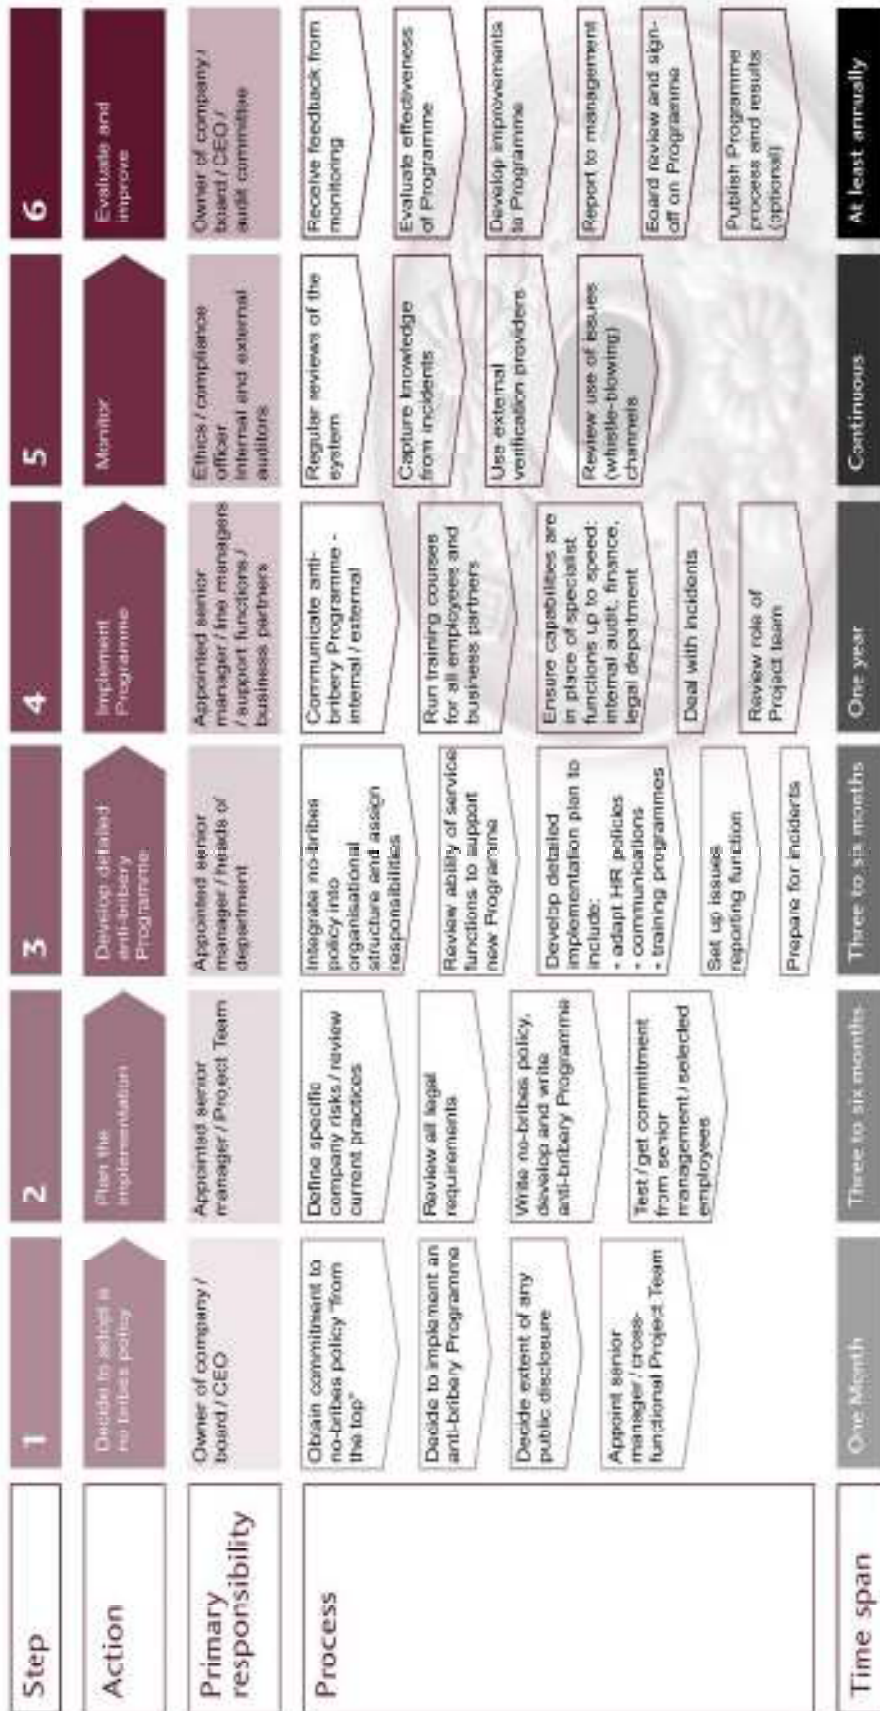 Step
1
2
3
4
5
6
Action
Decide to adopt a
no bribes policy
Plan the
implementation
Develop detailed
anti-bribery
Programme
Implement
Programme
Monitor
Evaluate and
improve
Primary
responsibility
Owner of company /
board / CEO
Appointed senior
manager / Project Team
Appointed senior
manager / heads of
department
Appointed senior
manager / line managers
/ support functions /
business partners
Ethics / compliance
officer
Internal and external
auditors
Owner of company /
board / CEO /
audit committee
Process
Obtain commitment to
no-bribes policy "from
the top"
Decide to implement an
anti-bribery Programme
Decide extent of any
public disclosure
Appoint senior
manager / cross-
functional Project Team
Define specific
company risks / review
current practices
Review all legal
requirements
Write no-bribes policy,
develop and write
anti-bribery Programme
Test / get commitment
from senior
management / selected
employees
Integrate no-bribes
policy into
organisational
structure and assign
responsibilities
Review ability of service
functions to support
new Programme
Develop detailed
implementation plan to
include:
• adapt HR policies
• communications
• training programmes
Set up issues
reporting function
Prepare for incidents
Communicate anti-
bribery Programme -
internal / external
Run training courses
for all employees and
business partners
Ensure capabilities are
in place of specialist
functions up to speed:
internal audit, finance,
legal department
Deal with incidents
Review role of
Project team
Regular reviews of the
system
Capture knowledge
from incidents
Use external
verification providers
Review use of issues
(whistle-blowing)
channels
Receive feedback from
monitoring
Evaluate effectiveness
of Programme
Develop improvements
to Programme
Report to management
Board review and sign-
off on Programme
Publish Programme
process and results
(optional)
Time span
One Month
Three to six months
Three to six months
One year
Continuous
At least annually